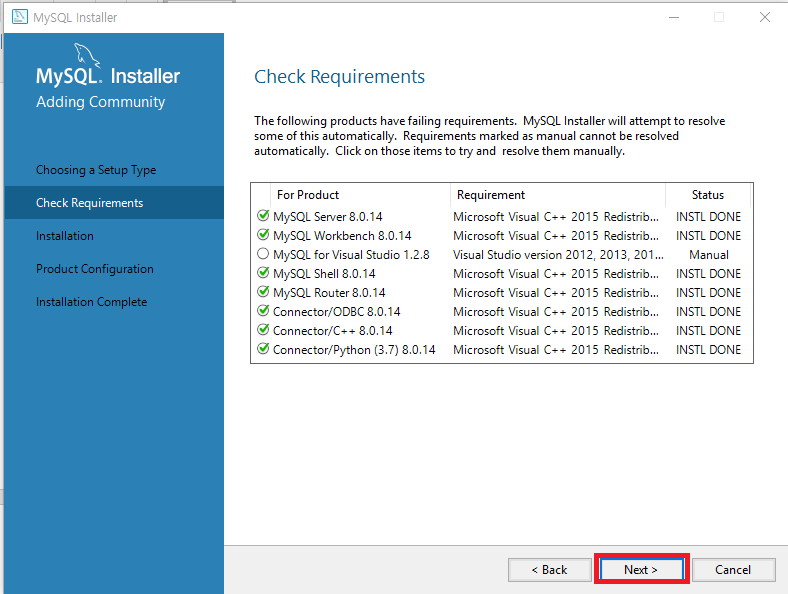 MySQL Installer
MySQL. Installer
Adding Community
Choosing a Setup Type
Check Requirements
Installation
Product Configuration
Installation Complete
Check Requirements
The following products have failing requirements.  MySQL Installer will attempt to resolve
some of this automatically.  Requirements marked as manual cannot be resolved
automatically.  Click on those items to try and  resolve them manually.
For Product Requirement Status
MySQL Server 8.0.14 Microsoft Visual C++ 2015 Redistrib... INSTL DONE
MySQL Workbench 8.0.14 Microsoft Visual C++ 2015 Redistrib... INSTL DONE
MySQL for Visual Studio 1.2.8 Visual Studio version 2012, 2013, 201... Manual
MySQL Shell 8.0.14 Microsoft Visual C++ 2015 Redistrib... INSTL DONE
MySQL Router 8.0.14 Microsoft Visual C++ 2015 Redistrib... INSTL DONE
Connector/ODBC 8.0.14 Microsoft Visual C++ 2015 Redistrib... INSTL DONE
Connector/C++ 8.0.14 Microsoft Visual C++ 2015 Redistrib... INSTL DONE
Connector/Python (3.7) 8.0.14 Microsoft Visual C++ 2015 Redistrib... INSTL DONE
< Back Next > Cancel